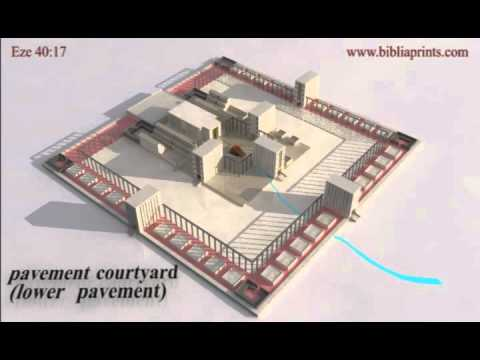 Eze 40:17
www.bibliaprints.com
pavement courtyard
(lower pavement)